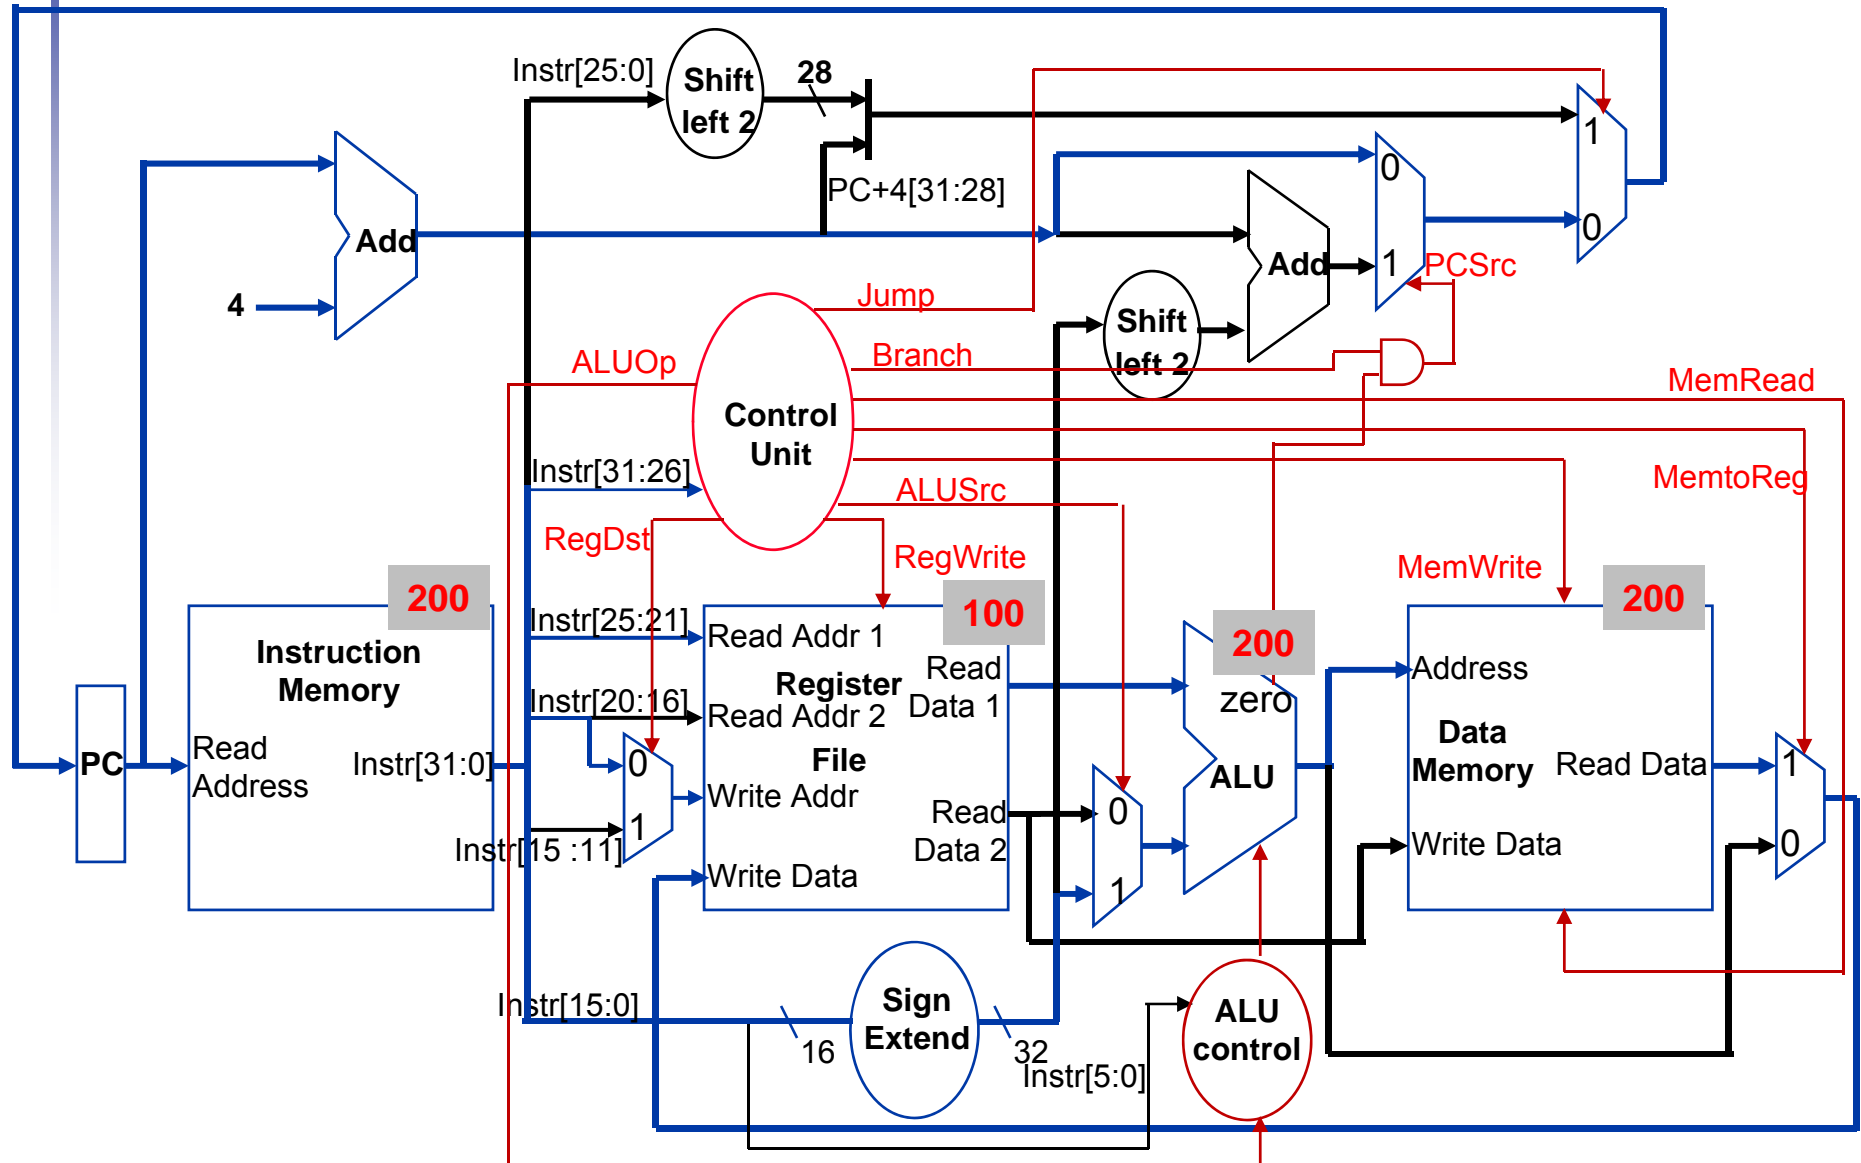 Instr[25:0]
Shift
left 2
28
1
PC+4[31:28]
0
0
Add
Add
1
PCSrc
4
Jump
Shift
left 2
ALUOp
Branch
MemRead
Control
Unit
Instr[31:26]
ALUSrc
MemtoReg
RegDst
RegWrite
MemWrite
200
100
200
200
Instr[25:21]
Read Addr 1
Instruction
Memory
Read
Data 1
Register
Address
zero
Instr[20:16]
Read Addr 2
PC
Read
Address
Instr[31:0]
0
File
ALU
Data
Memory
Read Data
1
Write Addr
1
Instr[15 :11]
Read
Data 2
0
Write Data
0
Write Data
1
Instr[15:0]
Sign
Extend
16
32
ALU
control
Instr[5:0]